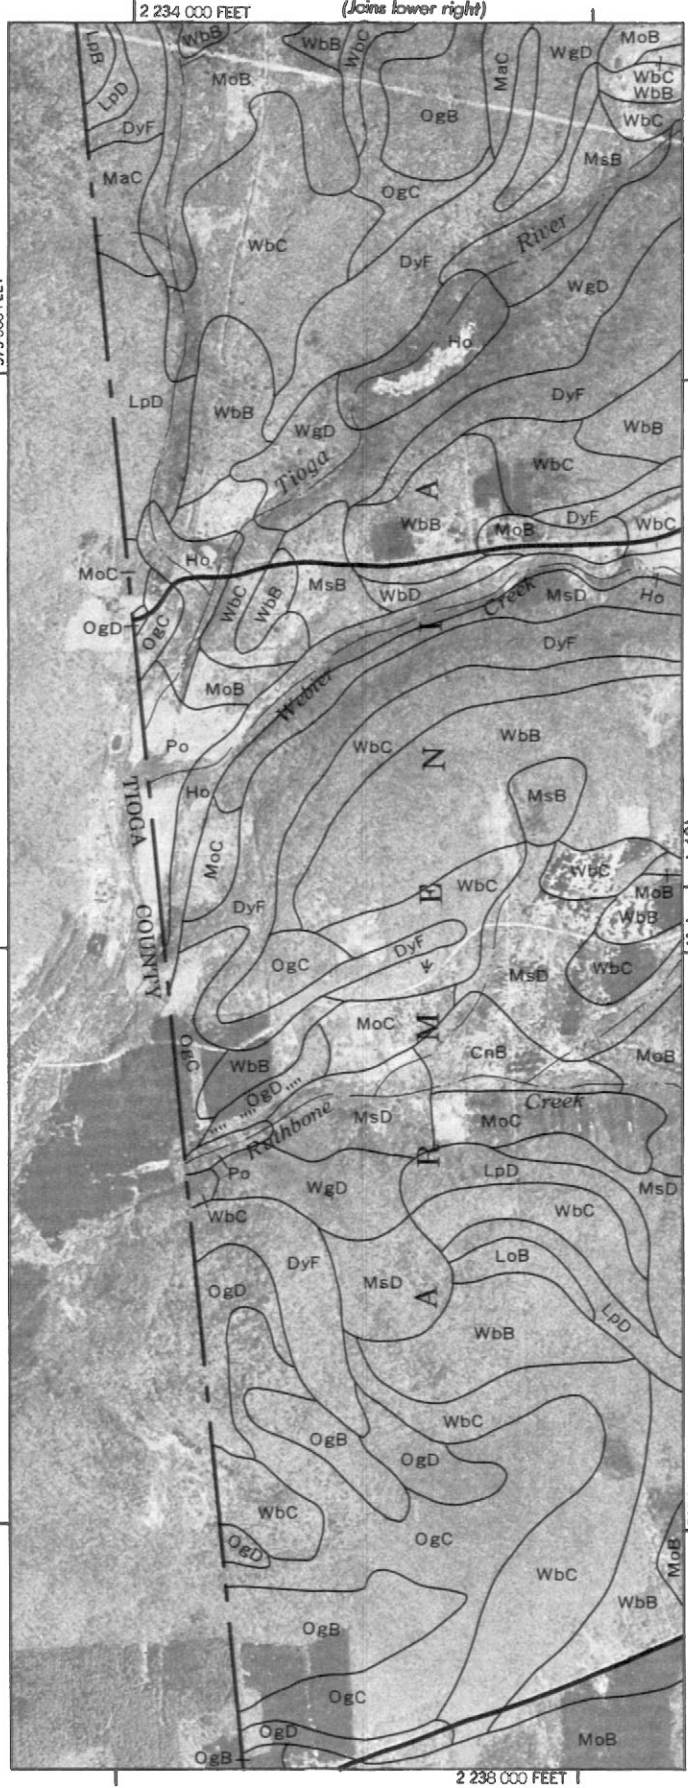 2 234 000 FEET
(Joins lower right)
WbB
WbB
WbC
MoB
LpB
MoB
MaC
WgD
WbC
WbB
LpD
OgB
WbC
DyF
MsB
MaC
OgC
River
WbC
DyF
WgD
Ho
LpD
DyF
WbB
WgD
WbB
WbC
Tioga
A
WbB
MoB
DyF
WbC
Ho
MoC
MsB
WbC
WbB
WbD
Creek
MsD
Ho
OgD
OgC
I
DyF
MoB
Webier
WbB
Po
WbC
N
Ho
MsB
TIOGA
MoC
WbC
WbC
E
MoB
DyF
WbB
COUNTY
DyF
OgC
MsD
WbC
MoC
M
OgC
CnB
MoB
WbB
OgD
Creek
Rathbone
MsD
MoC
R
LpD
Po
WgD
MsD
WbC
WbC
LoB
DyF
MsD
OgD
A
LpD
WbB
WbC
OgB
OgD
WbC
OgC
OgD
MoB
WbC
WbB
OgB
OgC
OgD
MoB
OgB
2 238 000 FEET